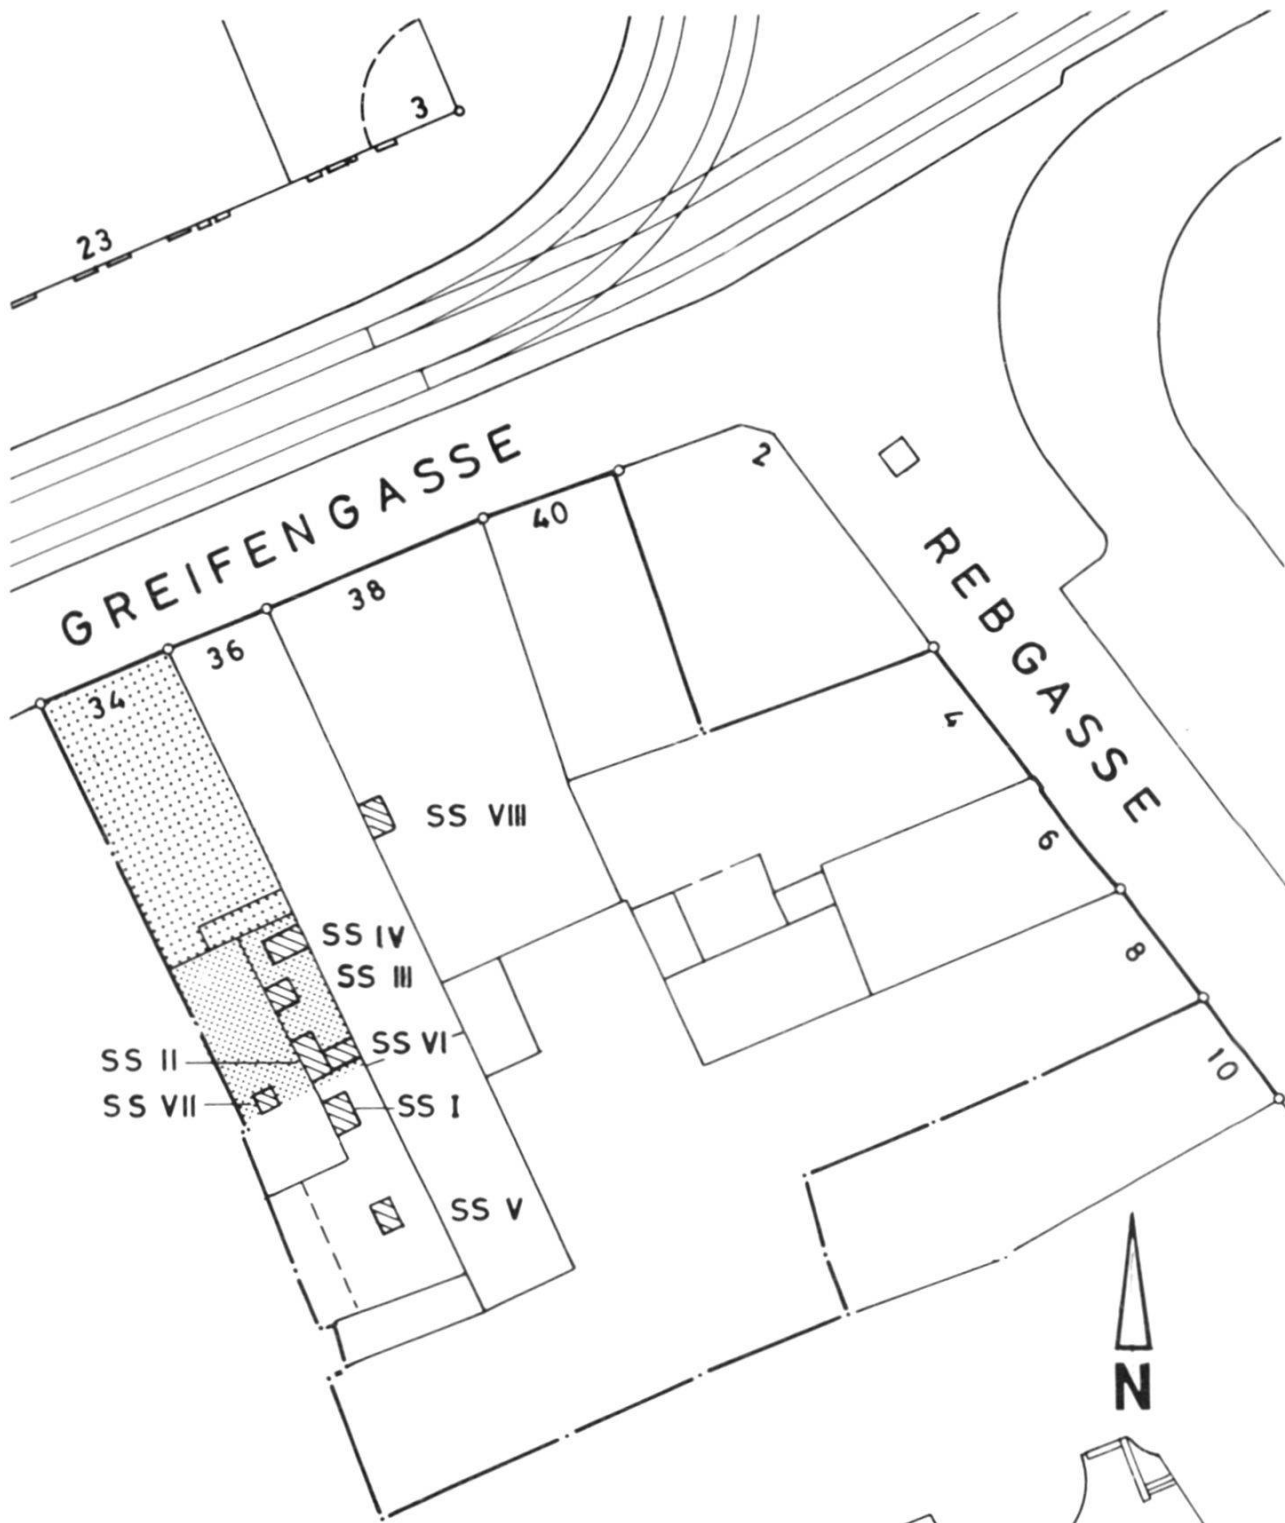 3
23
GREIFENGASSE
2
40
38
36
34
REBGASSE
4
6
8
10
SS VIII
SS IV
SS III
SS VI
SS II
SS VII
SS I
SS V
N